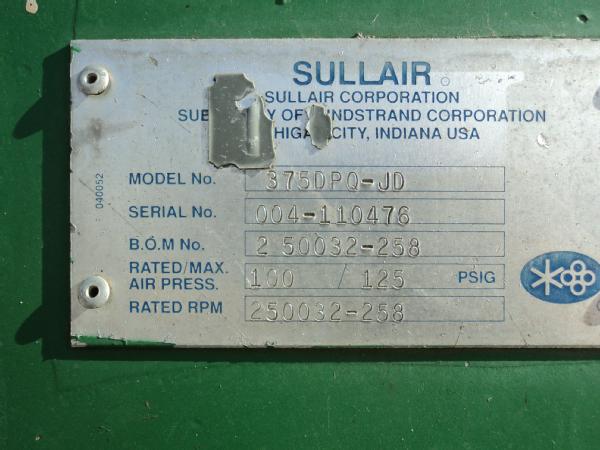 SULLAIR
SULLAIR CORPORATION
OF CORPORATION
CITY, INDIANA USA
040052
MODEL No. 375DPQ-JD
SERIAL No. 004-110476
B.O.M No. 2 50032-258
RATED/MAX. AIR PRESS. 100 / 125 PSIG
RATED RPM 250032-258